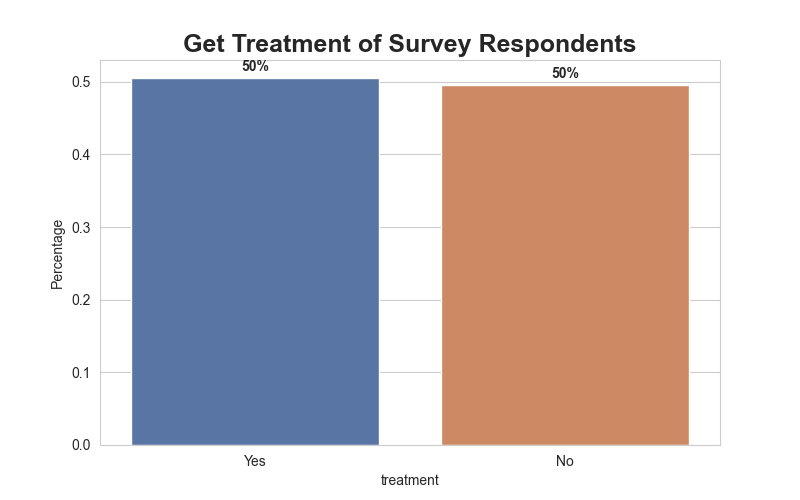 Get Treatment of Survey Respondents
50%
50%
0.5
0.4
0.3
0.2
0.1
0.0
Percentage
Yes
No
treatment